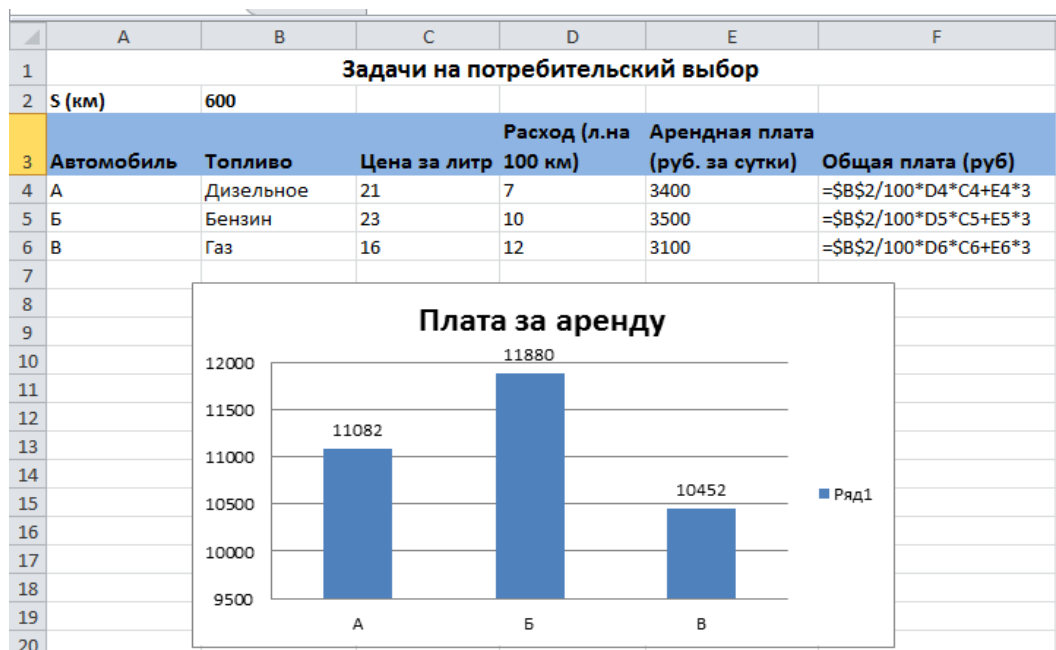 A B C D E F
1 Задачи на потребительский выбор
2 S (км) 600
Расход (л.на Арендная плата
3 Автомобиль Топливо Цена за литр 100 км) (руб. за сутки) Общая плата (руб)
4 А Дизельное 21 7 3400 =$B$2/100*D4*C4+E4*3
5 Б Бензин 23 10 3500 =$B$2/100*D5*C5+E5*3
6 В Газ 16 12 3100 =$B$2/100*D6*C6+E6*3
7
8
Плата за аренду
9
11880
10 12000
11
11500
12
11082
13
11000
14
10452
15 10500 Ряд1
16
10000
17
18
9500
19
А Б В
20